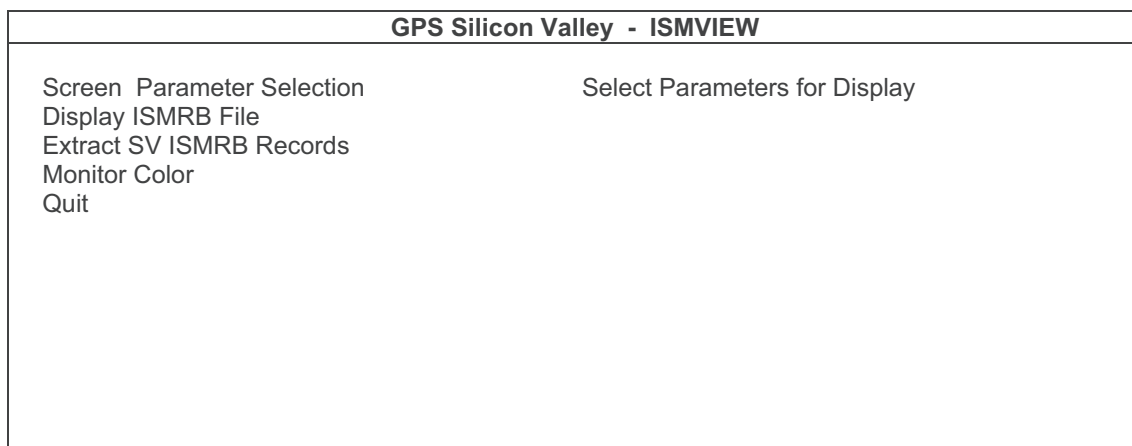 GPS Silicon Valley - ISMVIEW
Screen Parameter Selection Select Parameters for Display
Display ISMRB File
Extract SV ISMRB Records
Monitor Color
Quit